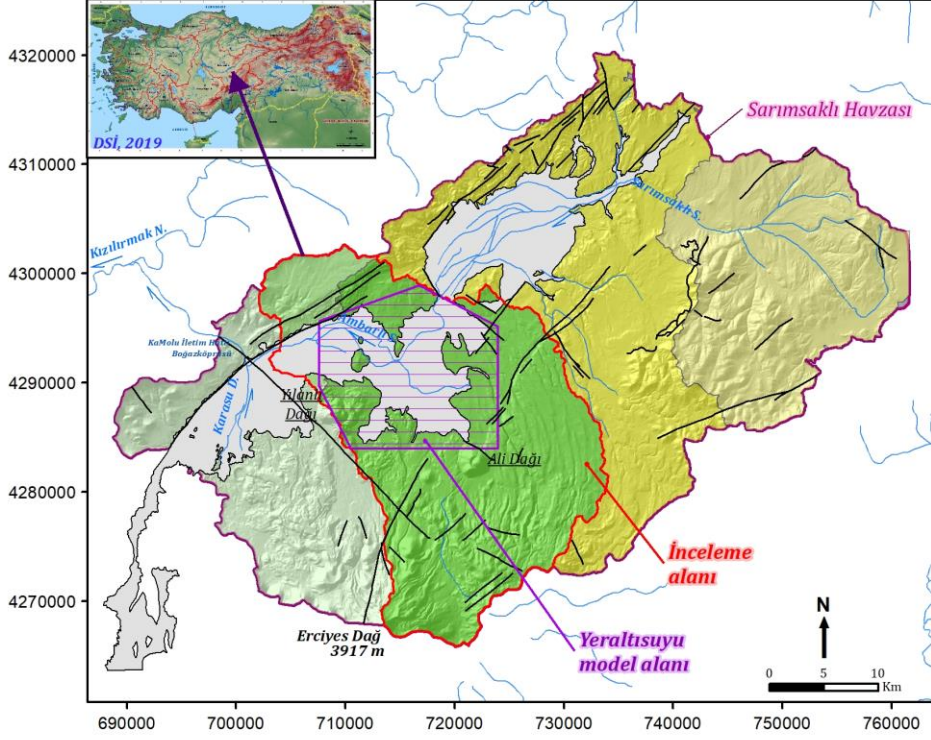 DSİ, 2019
4320000
4310000
4300000
4290000
4280000
4270000
Sarımsaklı Havzası
Sarımsaklı S.
Kızılırmak N.
Ambarlı S.
KaMolu İletim Hattı
Boğazköprüsü
Karasu D.
Yılanlı
Dağı
Ali Dağı
İnceleme
alanı
Erciyes Dağ
3917 m
Yeraltısuyu
model alanı
N
0 5 10
Km
690000 700000 710000 720000 730000 740000 750000 760000